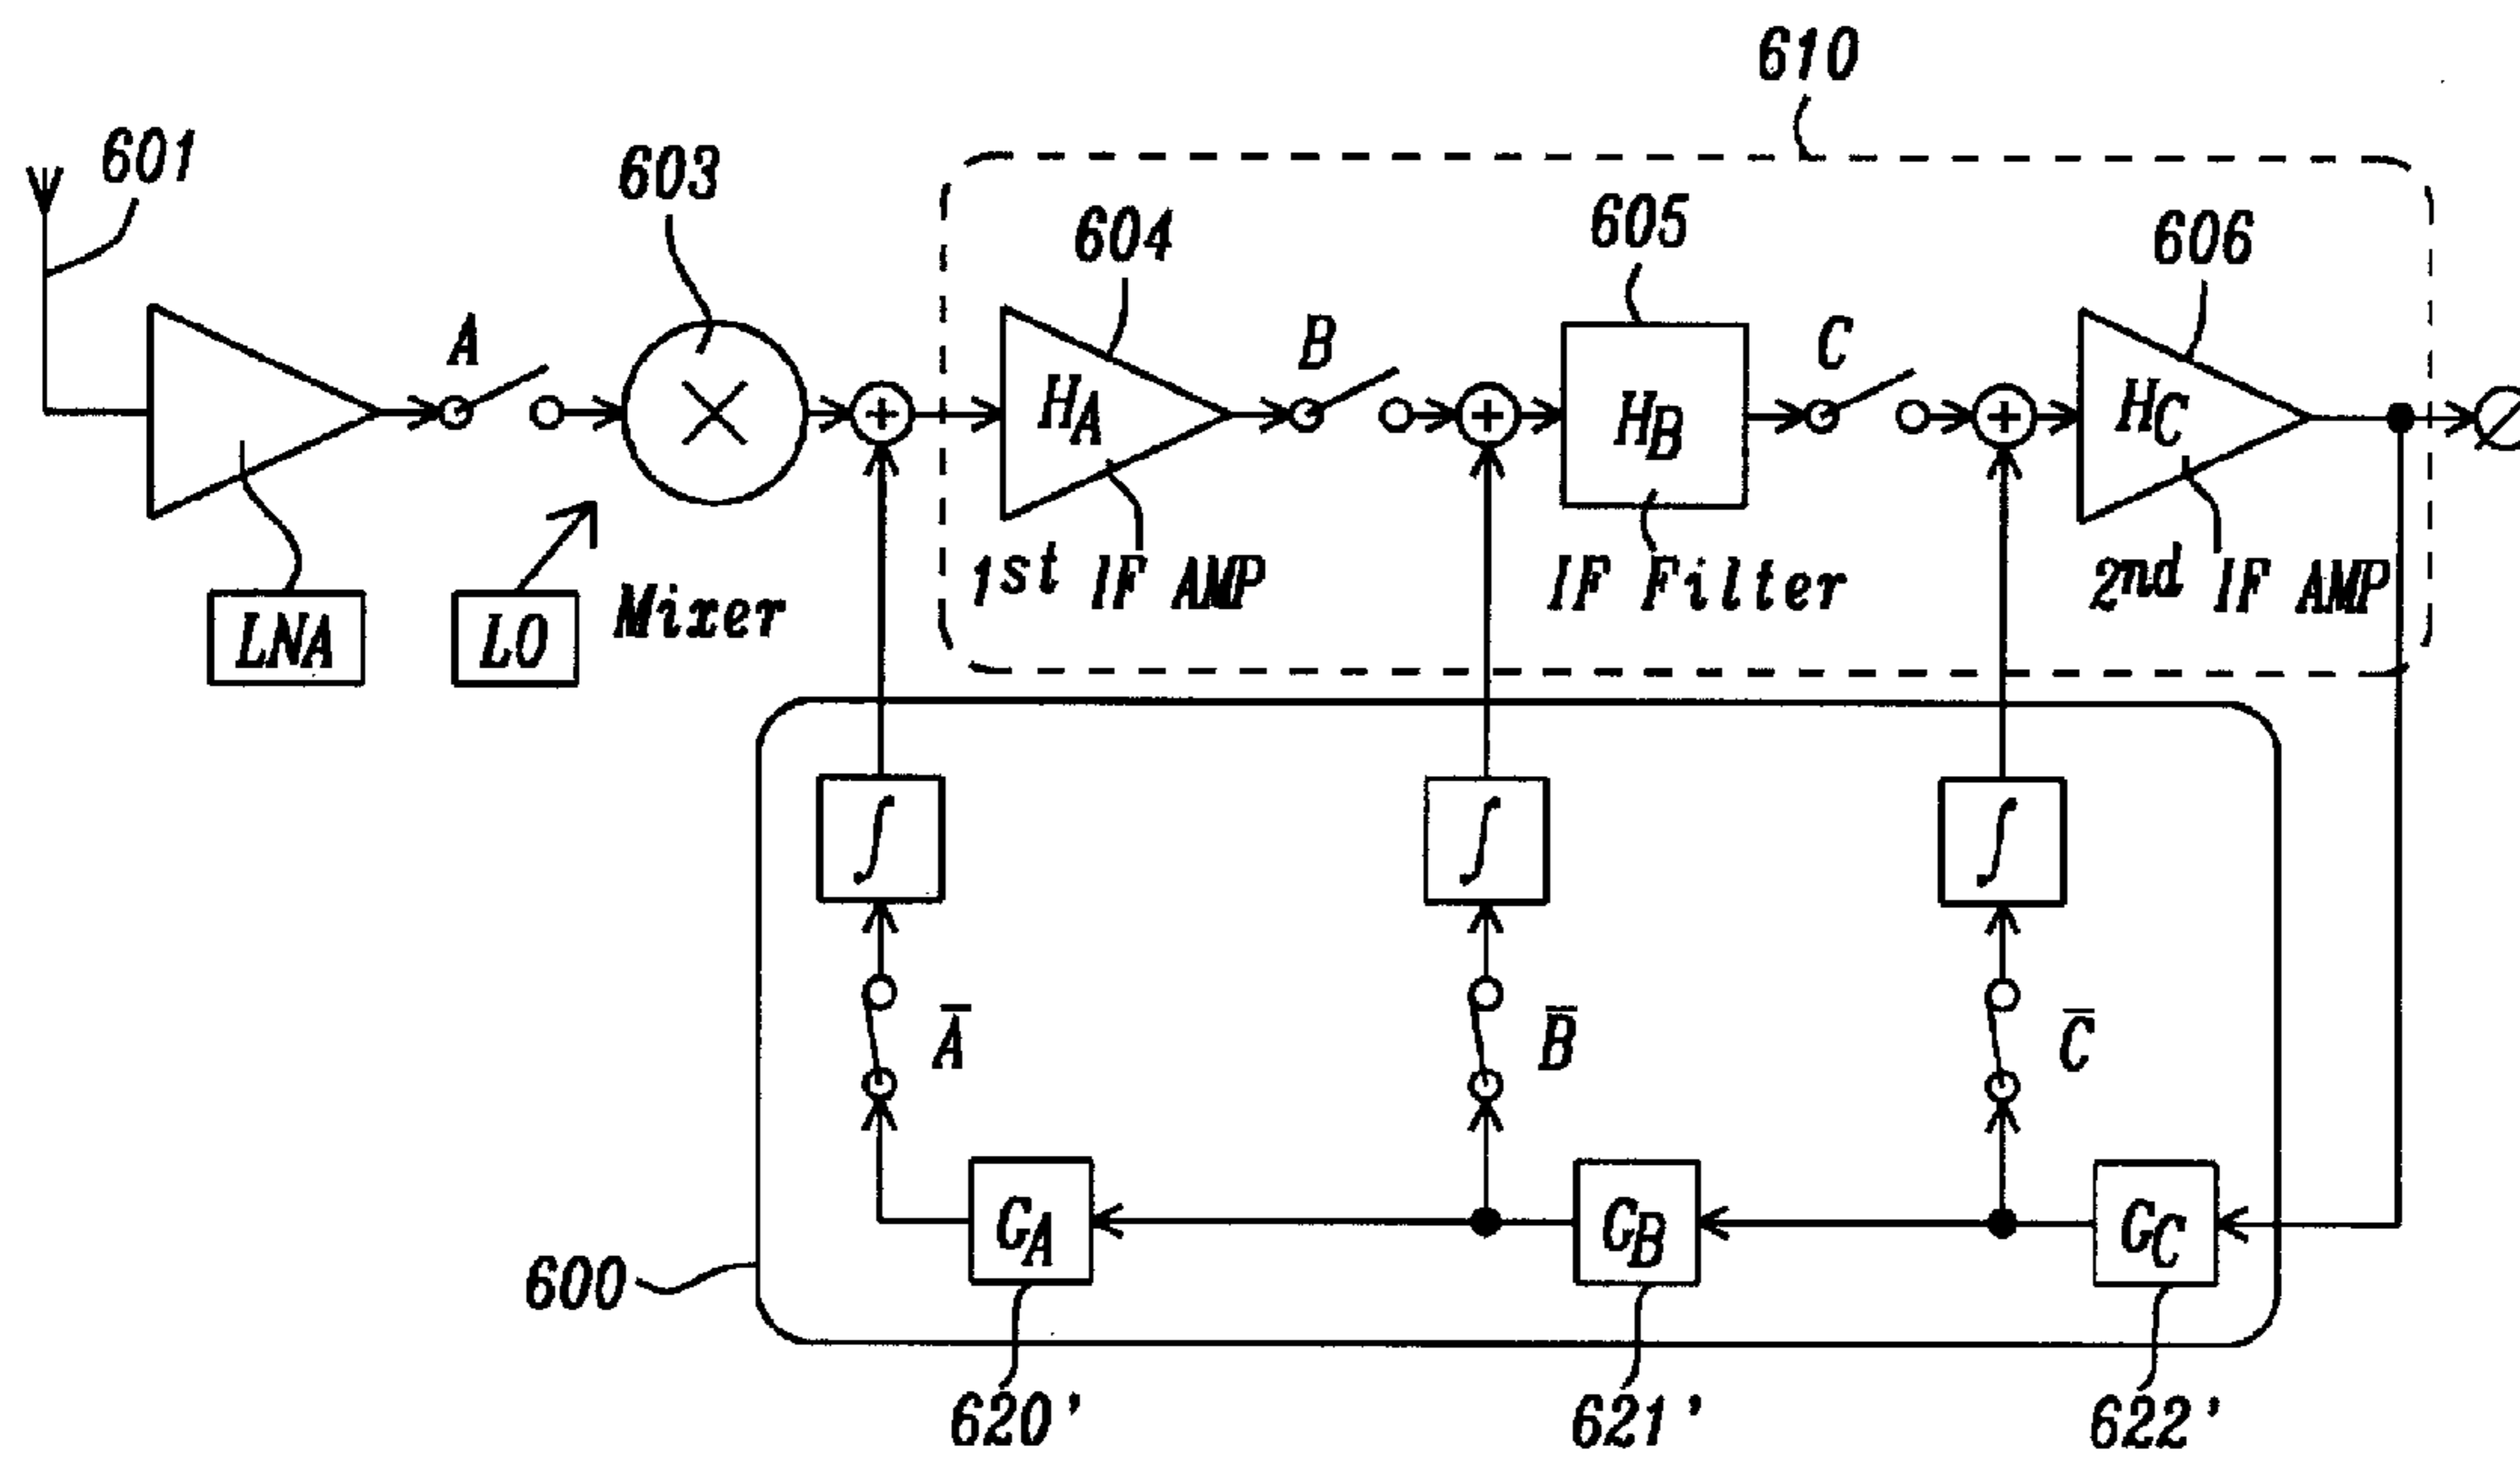 610
601
603
604
605
606
A
B
C
H_A
H_B
H_C
1st IF AMP
IF Filter
2nd IF AMP
LNA
LO
Mixer
∫
∫
∫
A̅
B̅
C̅
G_A
G_B
G_C
600
620'
621'
622'